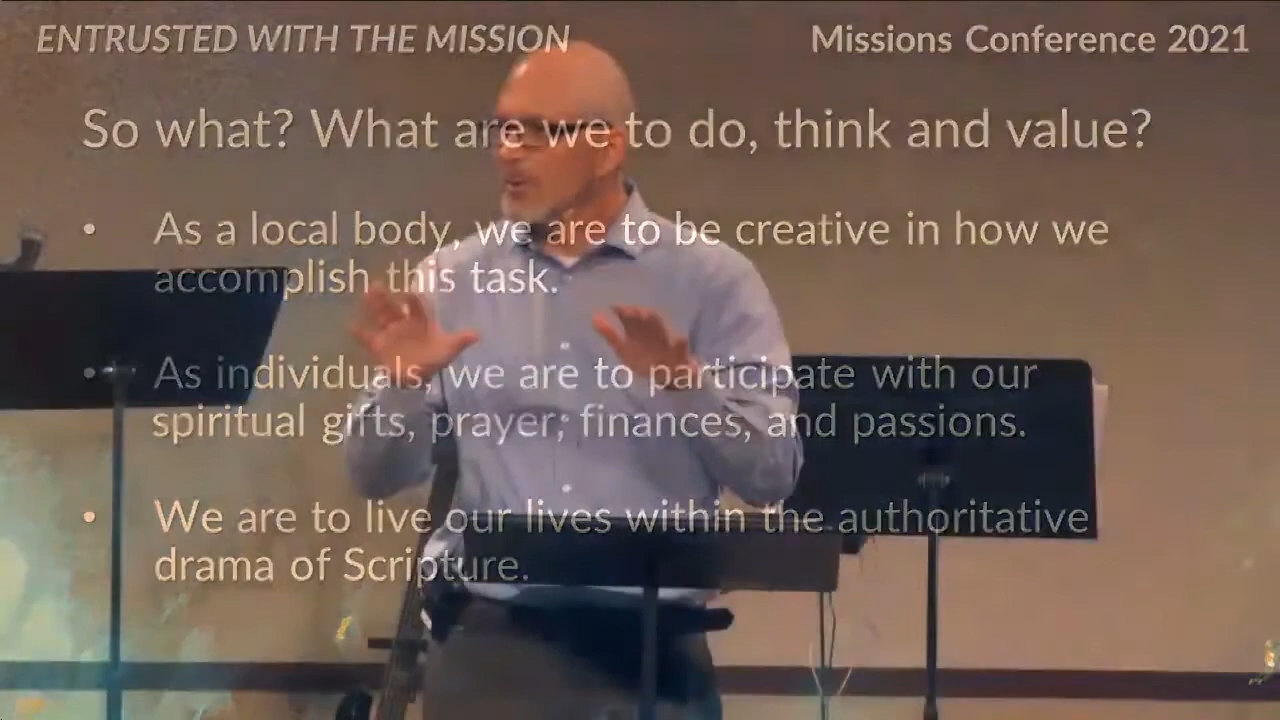 ENTRUSTED WITH THE MISSION
Missions Conference 2021
So what? What are we to do, think and value?
• As a local body, we are to be creative in how we
accomplish this task.
• As individuals, we are to participate with our
spiritual gifts, prayer, finances, and passions.
• We are to live our lives within the authoritative
drama of Scripture.